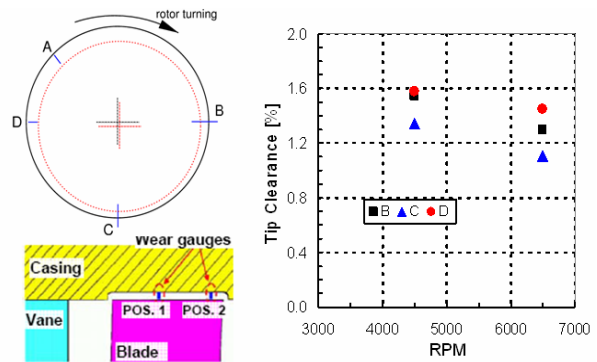 rotor turning
A
B
D
C
Wear gauges
Casing
Vane
POS. 1 POS. 2
Blade
Tip Clearance [%]
2.0
1.6
1.2
0.8
0.4
0.0
B C D
3000 4000 5000 6000 7000
RPM